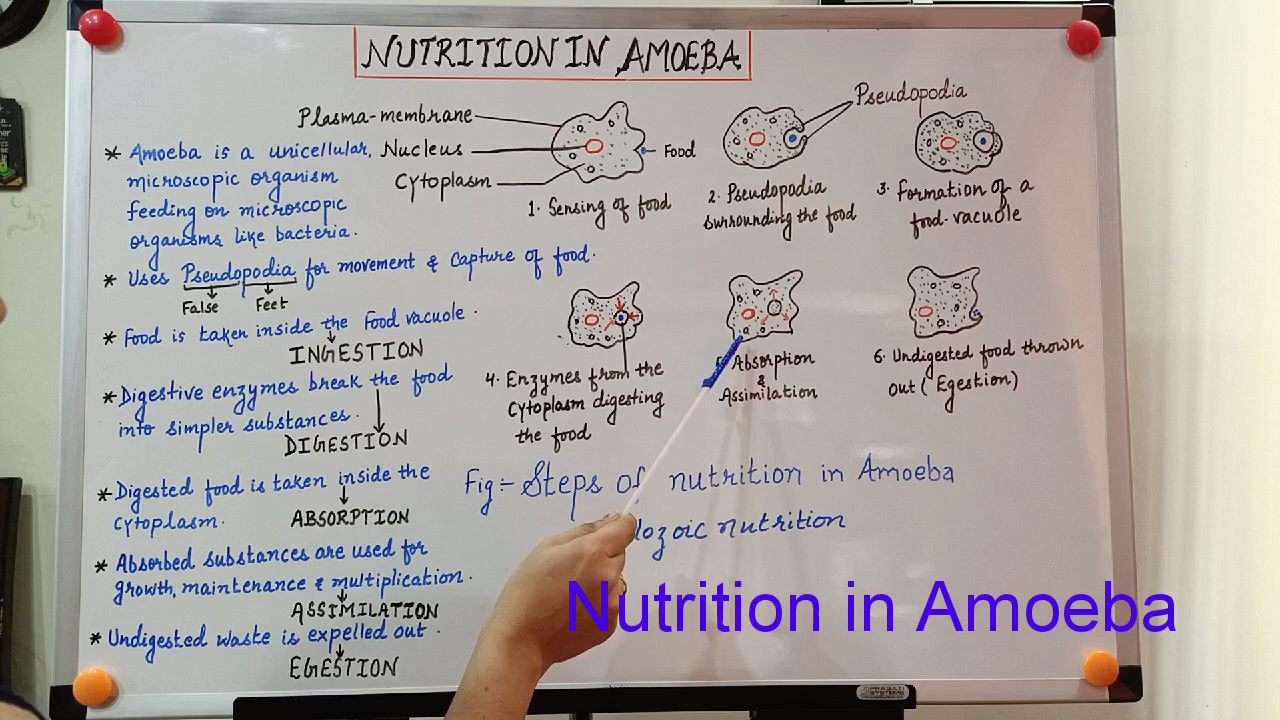 NUTRITION IN AMOEBA
Plasma-membrane
Nucleus
Cytoplasm
Food
1. Sensing of food
Pseudopodia
2. Pseudopodia
surrounding the food
3. Formation of a
food-vacuole
* Amoeba is a unicellular,
microscopic organism
feeding on microscopic
organisms like bacteria.
* Uses Pseudopodia for movement & capture of food.
False Feet
* Food is taken inside the Food vacuole.
INGESTION
* Digestive enzymes break the food
into simpler substances.
DIGESTION
* Digested food is taken inside the
cytoplasm.
ABSORPTION
* Absorbed substances are used for
growth, maintenance & multiplication.
ASSIMILATION
* Undigested waste is expelled out.
EGESTION
4. Enzymes from the
Cytoplasm digesting
the food
Absorption
&
Assimilation
6. Undigested food thrown
out (Egestion)
Fig:- Steps of nutrition in Amoeba
nutrition
Nutrition in Amoeba
PRAGATI
SYSTEMS